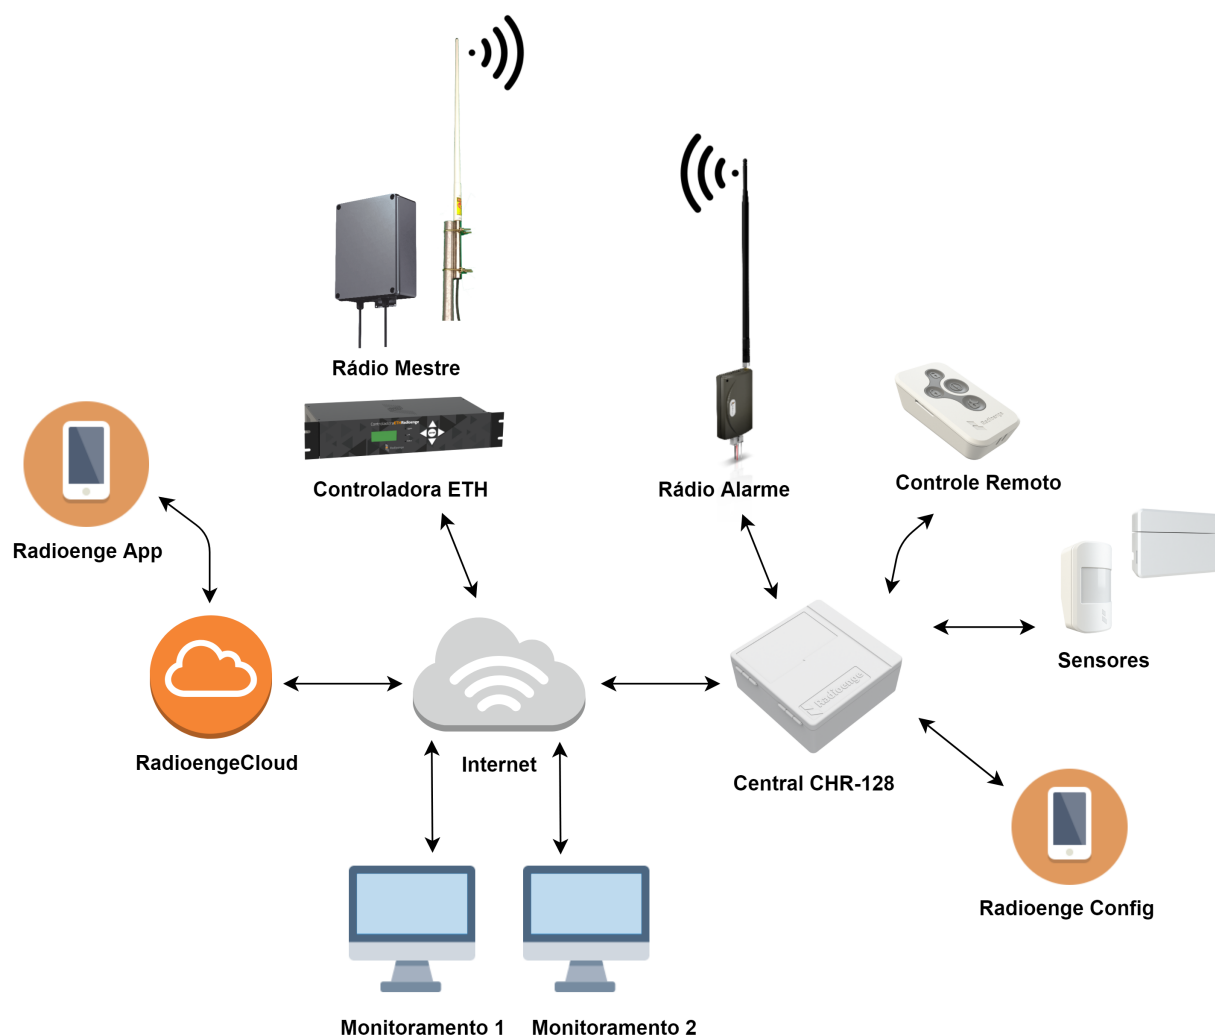 Rádio Mestre
Controladora ETH
Rádio Alarme
Controle Remoto
Radioenge App
Sensores
RadioengeCloud
Internet
Radioenge
Central CHR-128
Radioenge Config
Monitoramento 1
Monitoramento 2